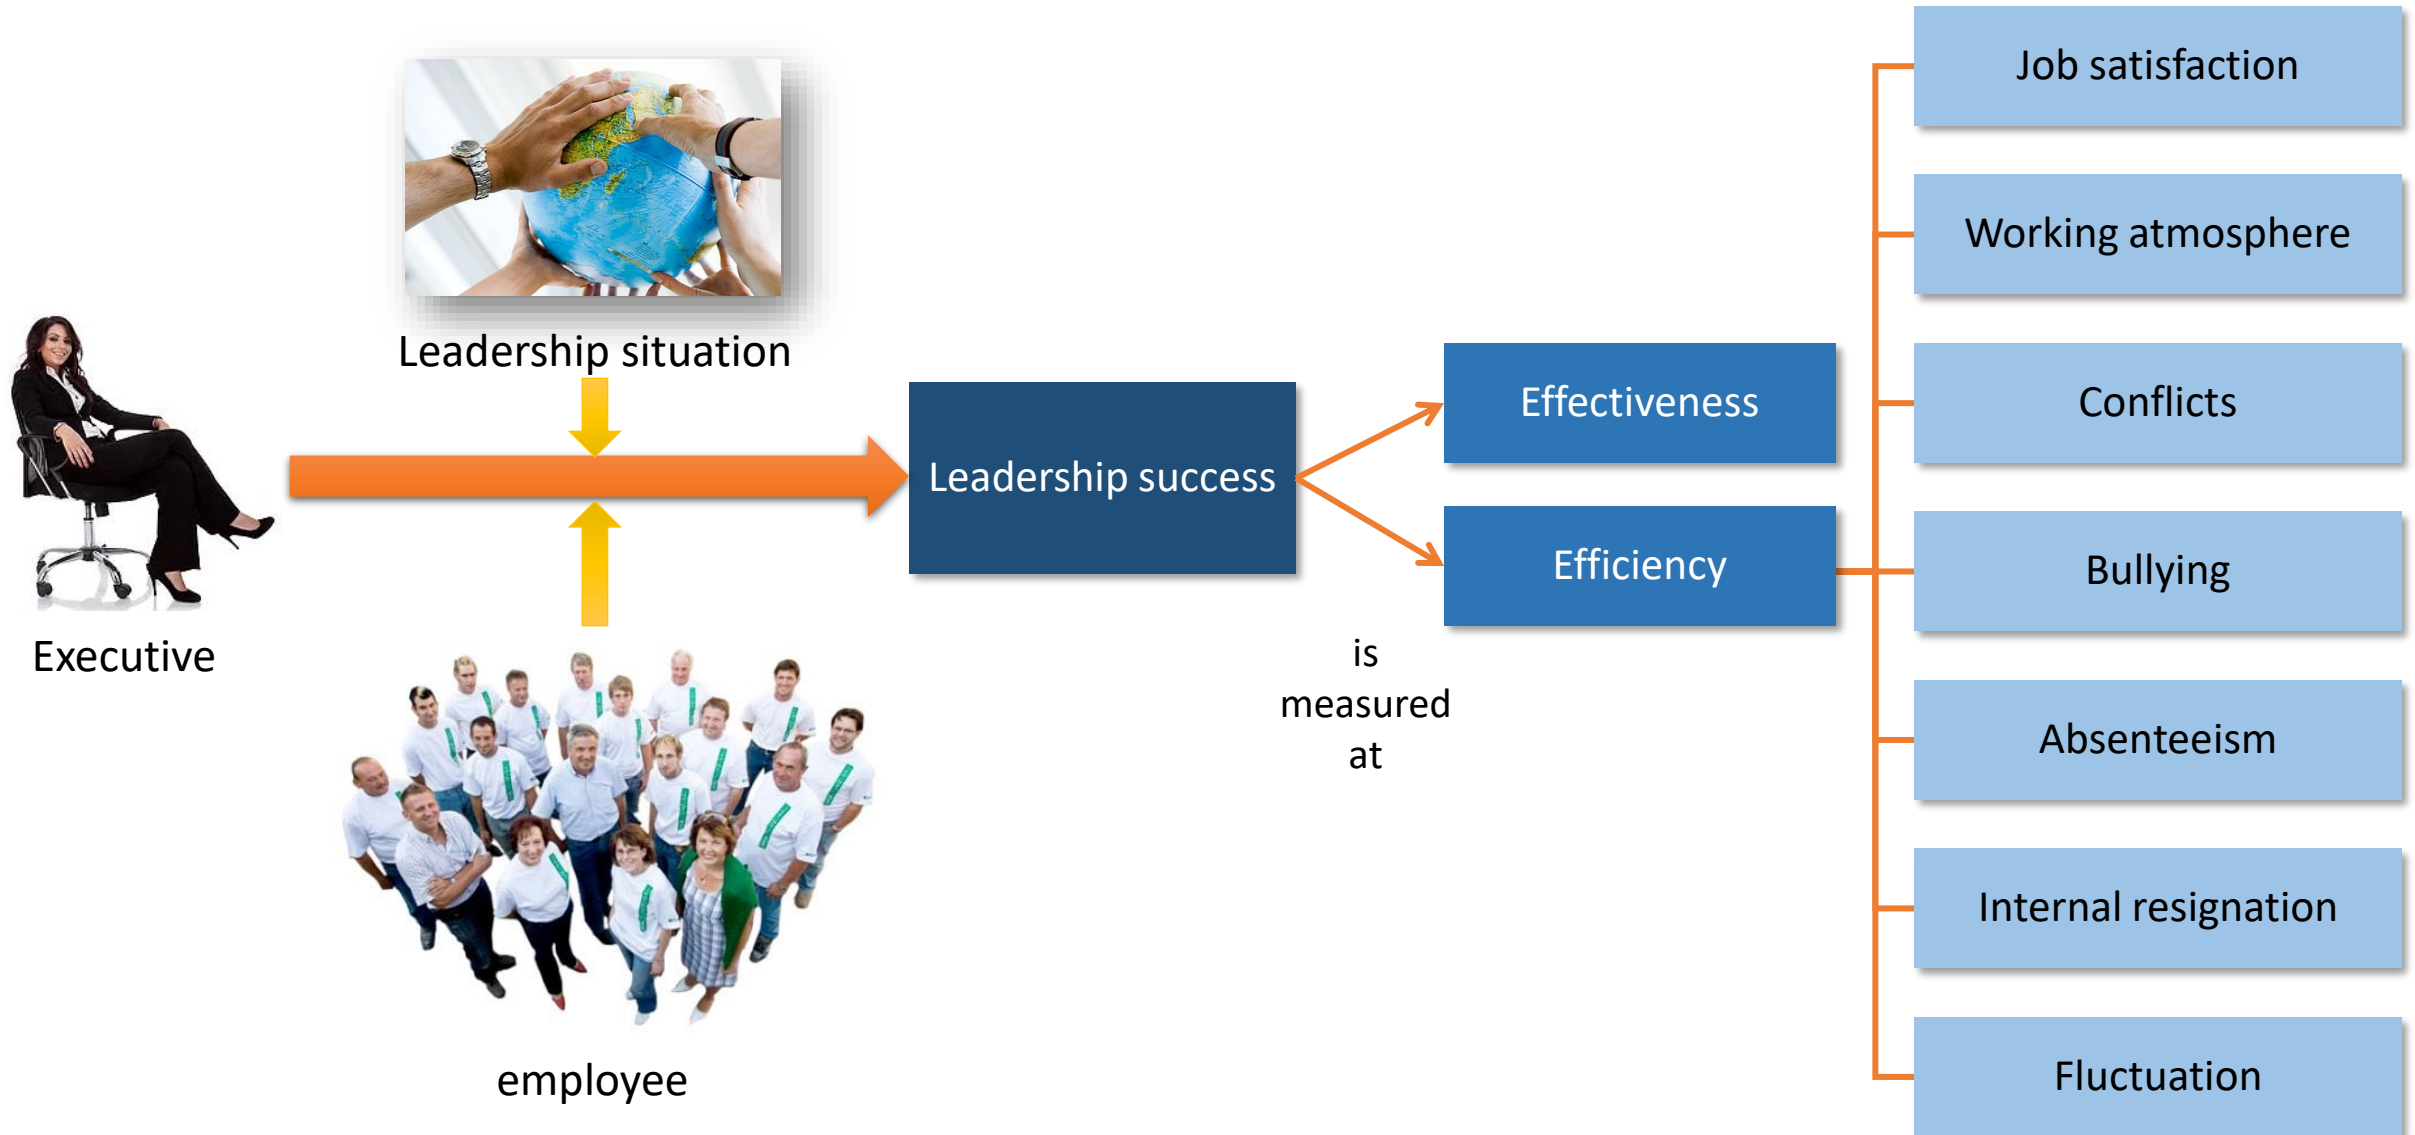 Leadership situation
Executive
employee
Leadership success
is
measured
at
Effectiveness
Efficiency
Job satisfaction
Working atmosphere
Conflicts
Bullying
Absenteeism
Internal resignation
Fluctuation